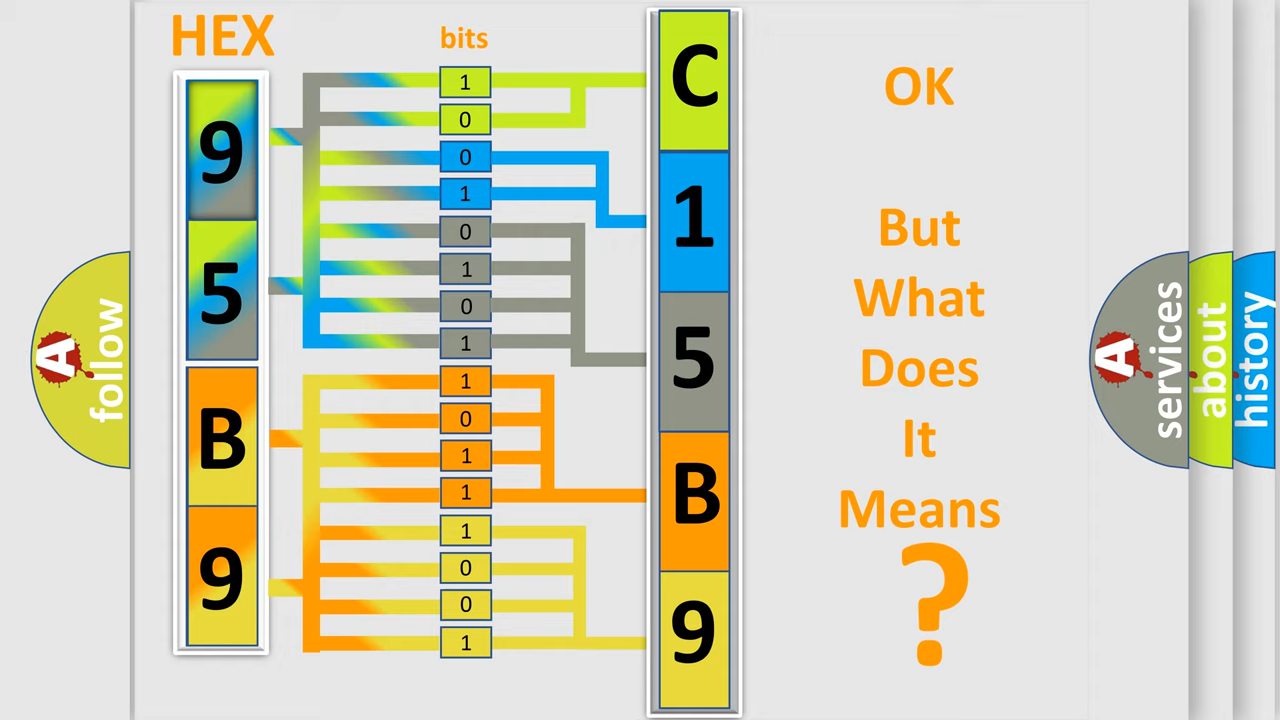 HEX
bits
9
5
B
9
1
0
0
1
0
1
0
1
1
0
1
1
1
0
0
1
C
1
5
B
9
OK
But
What
Does
It
Means
?
A
follow
A
services
about
history